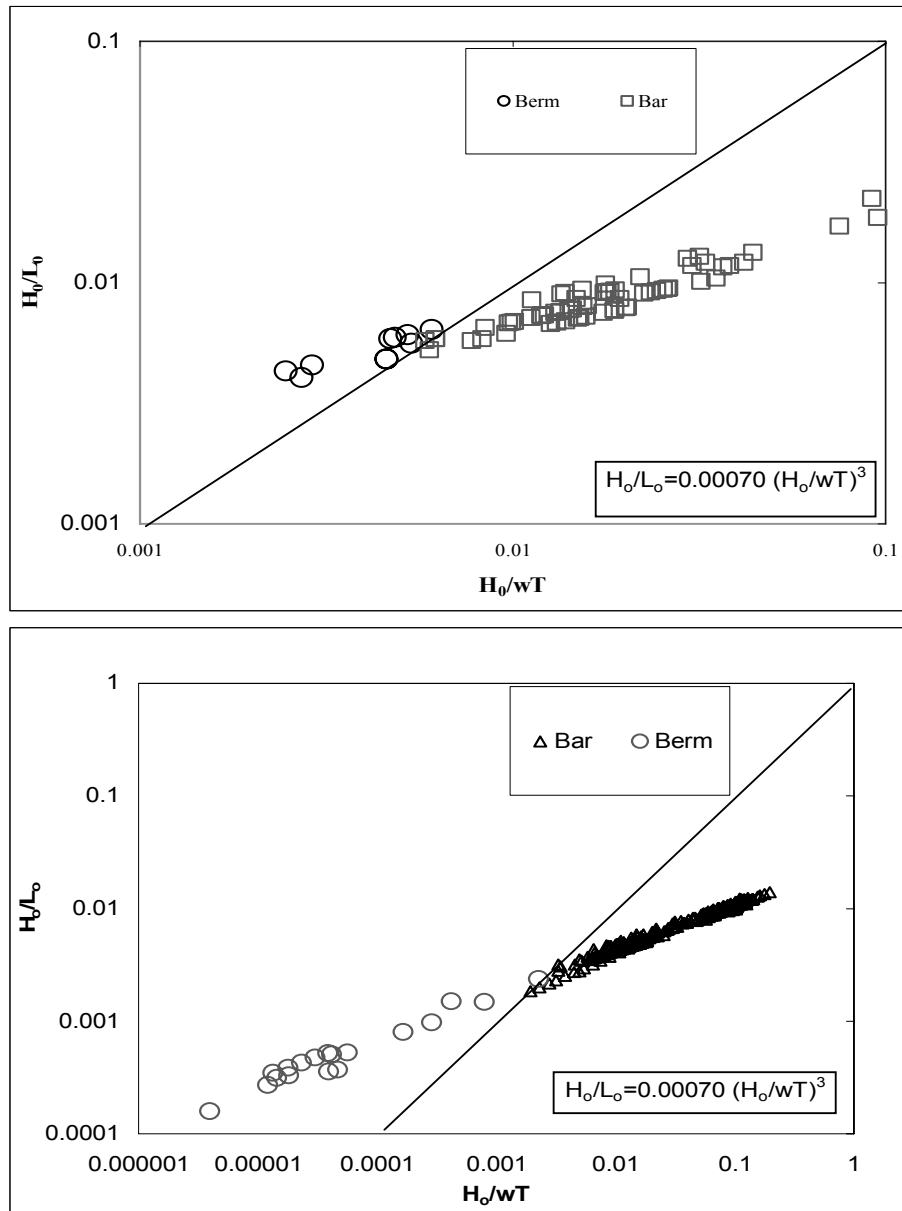 0.1
Berm Bar
H₀/L₀
0.01
Hₒ/Lₒ=0.00070 (Hₒ/wT)³
0.001
0.001 0.01 0.1
H₀/wT
1
Bar Berm
0.1
Hₒ/Lₒ
0.01
0.001
Hₒ/Lₒ=0.00070 (Hₒ/wT)³
0.0001
0.000001 0.00001 0.0001 0.001 0.01 0.1 1
Hₒ/wT